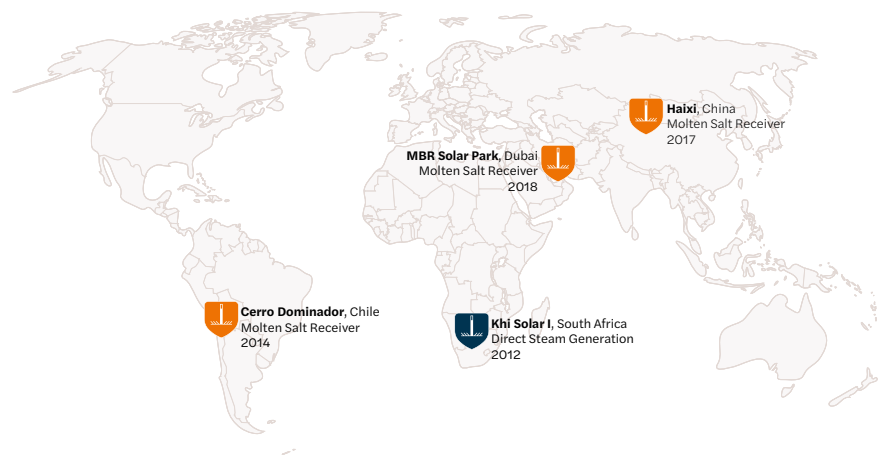 Haixi, China
Molten Salt Receiver
2017
MBR Solar Park, Dubai
Molten Salt Receiver
2018
Cerro Dominador, Chile
Molten Salt Receiver
2014
Khi Solar I, South Africa
Direct Steam Generation
2012